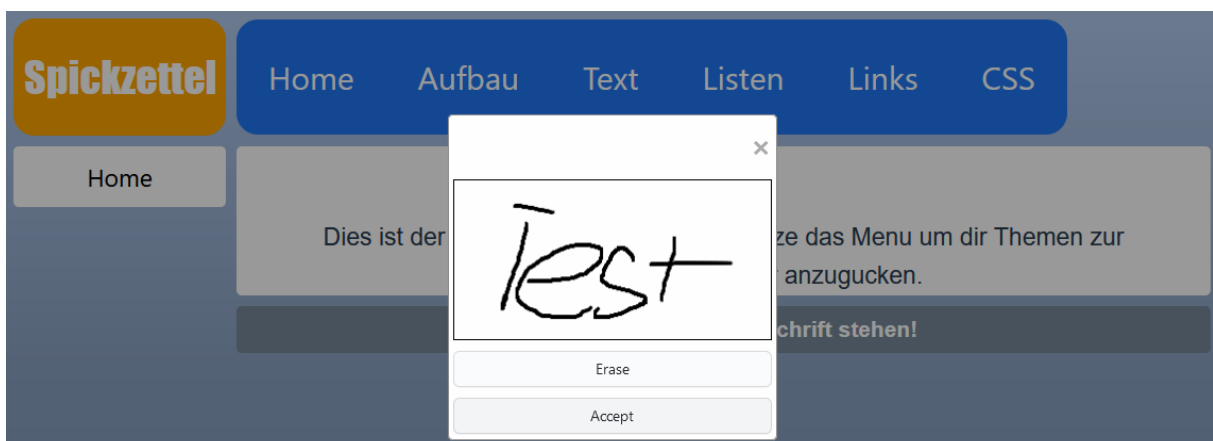 Spickzettel Home Aufbau Text Listen Links CSS
×
Home
Test
Dies ist der ze das Menu um dir Themen zur
anzugucken.
chrift stehen!
Erase
Accept